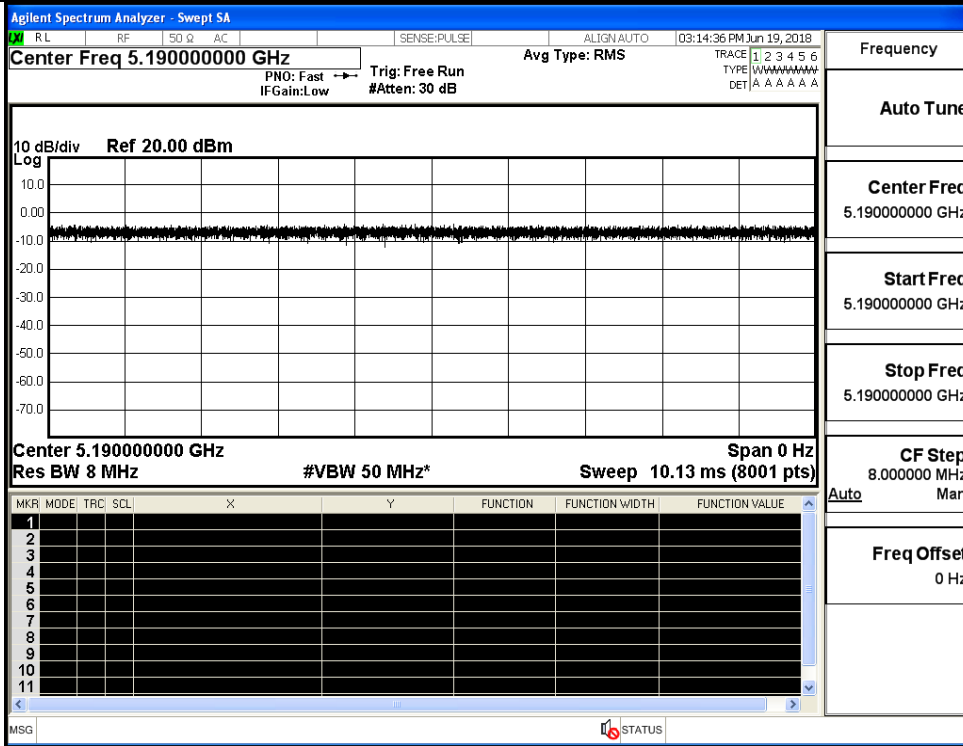 Agilent Spectrum Analyzer - Swept SA
LXI RL RF 50 Ω AC SENSE:PULSE ALIGN AUTO 03:14:36 PM Jun 19, 2018
Center Freq 5.190000000 GHz
PNO: Fast
IFGain:Low
Trig: Free Run
#Atten: 30 dB
Avg Type: RMS
TRACE 1 2 3 4 5 6
TYPE WWWWWW
DET A A A A A A
10 dB/div Ref 20.00 dBm
Log
10.0
0.00
-10.0
-20.0
-30.0
-40.0
-50.0
-60.0
-70.0
Center 5.190000000 GHz Span 0 Hz
Res BW 8 MHz #VBW 50 MHz* Sweep 10.13 ms (8001 pts)
MKR MODE TRC SCL X Y FUNCTION FUNCTION WIDTH FUNCTION VALUE
1
2
3
4
5
6
7
8
9
10
11
MSG STATUS
Frequency
Auto Tune
Center Freq
5.190000000 GHz
Start Freq
5.190000000 GHz
Stop Freq
5.190000000 GHz
CF Step
8.000000 MHz
Auto Man
Freq Offset
0 Hz